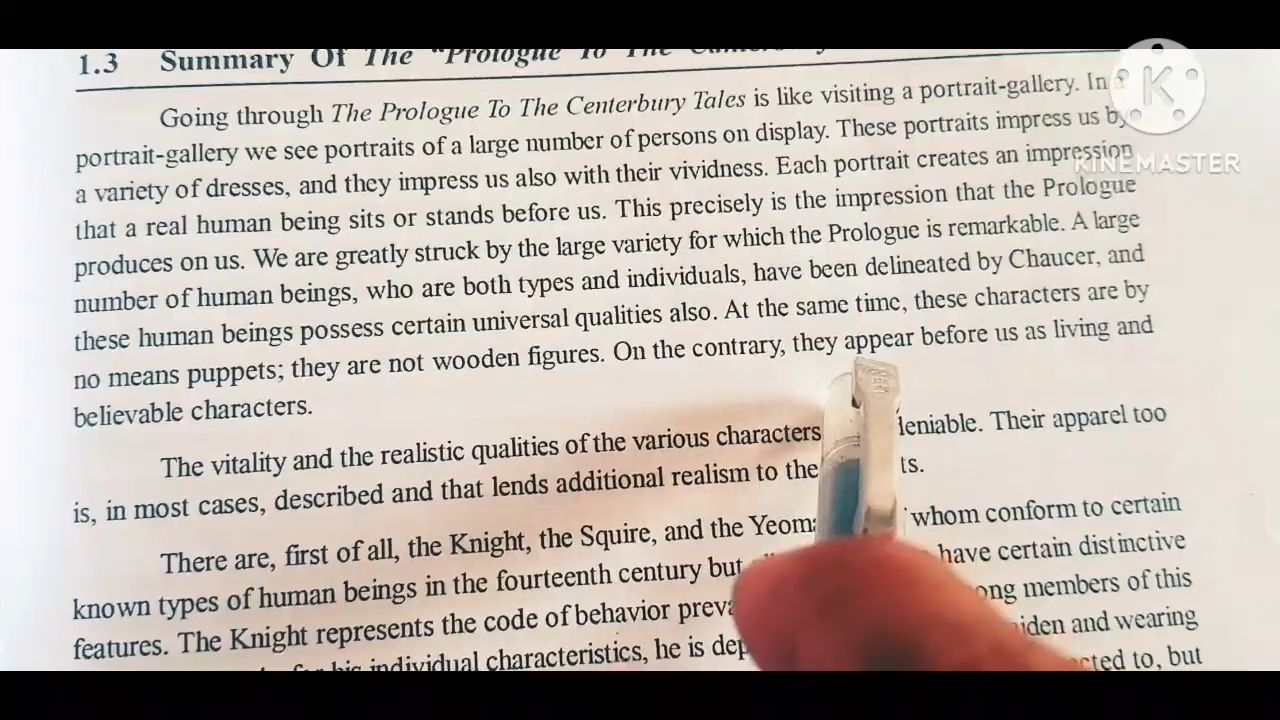 1.3 Summary Of The "Prologue To The
Going through The Prologue To The Centerbury Tales is like visiting a portrait-gallery. In a
portrait-gallery we see portraits of a large number of persons on display. These portraits impress us by
a variety of dresses, and they impress us also with their vividness. Each portrait creates an impression
that a real human being sits or stands before us. This precisely is the impression that the Prologue
produces on us. We are greatly struck by the large variety for which the Prologue is remarkable. A large
number of human beings, who are both types and individuals, have been delineated by Chaucer, and
these human beings possess certain universal qualities also. At the same time, these characters are by
no means puppets; they are not wooden figures. On the contrary, they appear before us as living and
believable characters.
The vitality and the realistic qualities of the various characters deniable. Their apparel too
is, in most cases, described and that lends additional realism to the
There are, first of all, the Knight, the Squire, and the whom conform to certain
known types of human beings in the fourteenth century but have certain distinctive
features. The Knight represents the code of behavior members of this
his individual characteristics, he is and wearing
to, but
K
KINEMASTER